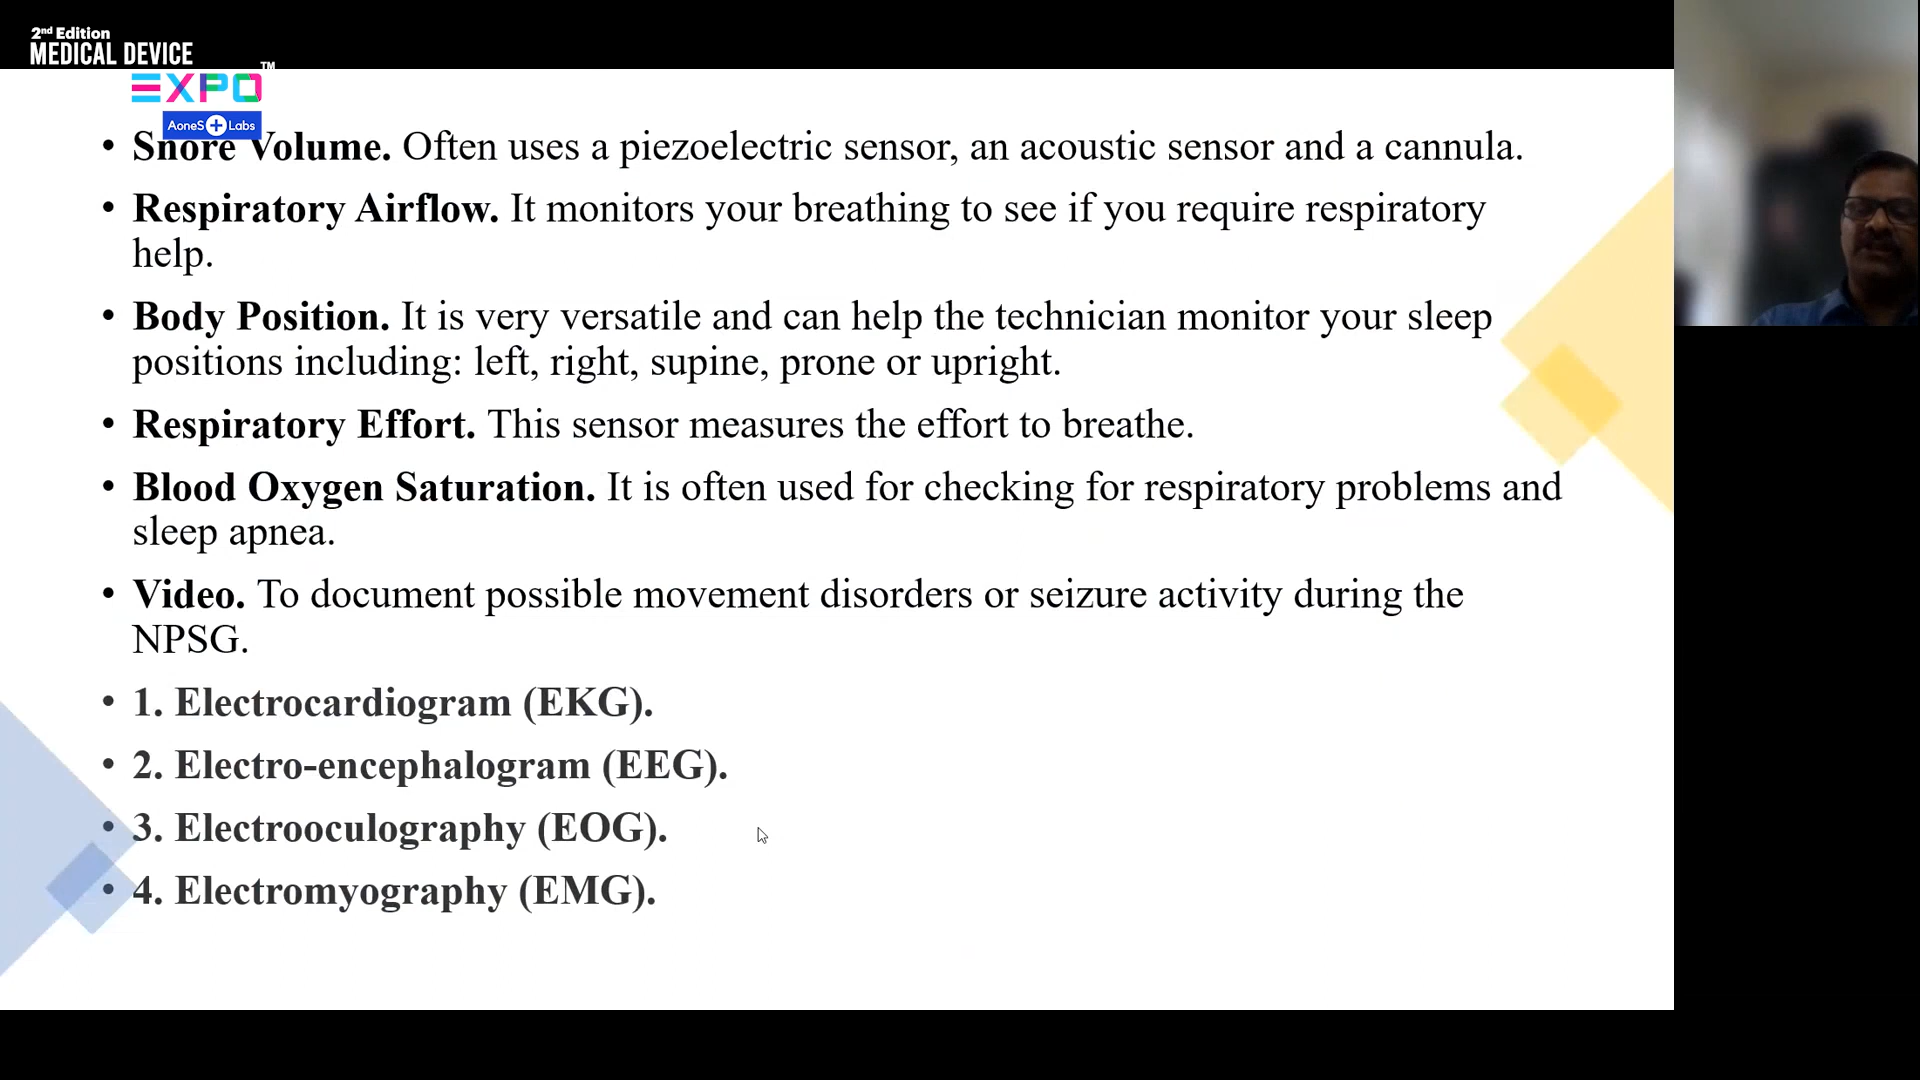 2nd Edition
MEDICAL DEVICE
EXPO™
AoneS Labs
• Snore Volume. Often uses a piezoelectric sensor, an acoustic sensor and a cannula.
• Respiratory Airflow. It monitors your breathing to see if you require respiratory
help.
• Body Position. It is very versatile and can help the technician monitor your sleep
positions including: left, right, supine, prone or upright.
• Respiratory Effort. This sensor measures the effort to breathe.
• Blood Oxygen Saturation. It is often used for checking for respiratory problems and
sleep apnea.
• Video. To document possible movement disorders or seizure activity during the
NPSG.
• 1. Electrocardiogram (EKG).
• 2. Electro-encephalogram (EEG).
• 3. Electrooculography (EOG).
• 4. Electromyography (EMG).